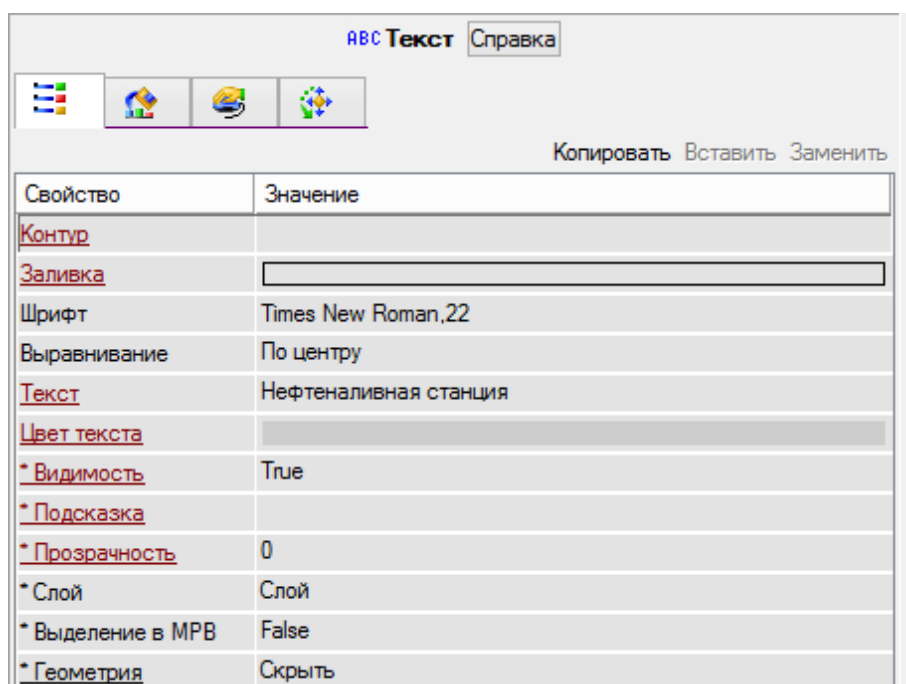 ABC Текст Справка
Копировать Вставить Заменить
Свойство Значение
Контур
Заливка
Шрифт Times New Roman,22
Выравнивание По центру
Текст Нефтеналивная станция
Цвет текста
* Видимость True
* Подсказка
* Прозрачность 0
* Слой Слой
* Выделение в МРВ False
* Геометрия Скрыть